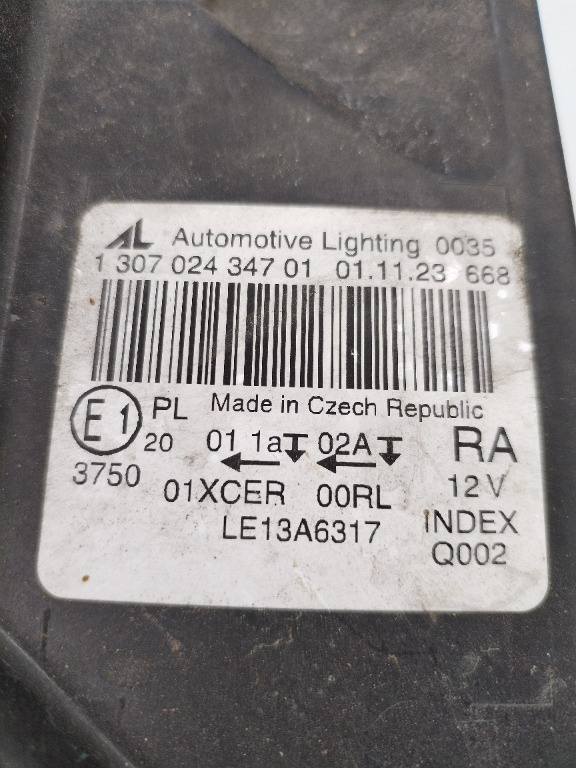 AL Automotive Lighting 0035
1 307 024 347 01 01.11.23 668
Made in Czech Republic
E1 PL 01 1a 02A RA
20
3750 01XCER 00RL 12 V
LE13A6317 INDEX
Q002